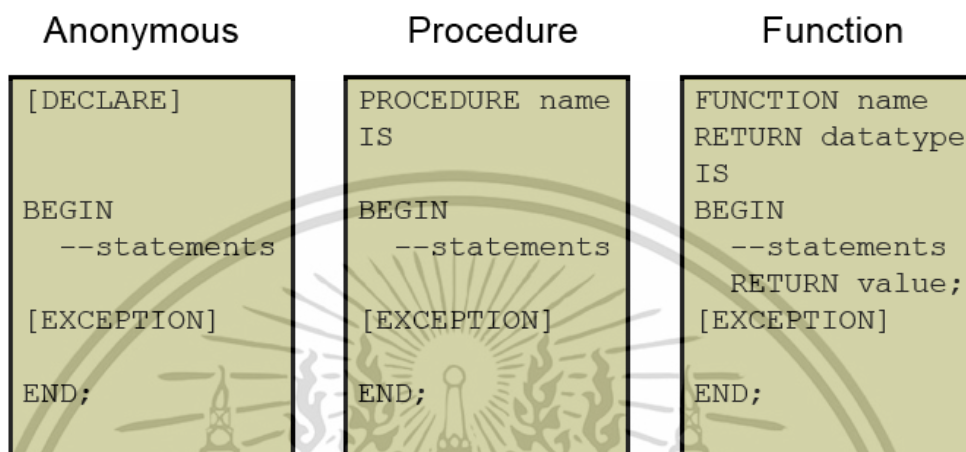 Anonymous
[DECLARE]
BEGIN
--statements
[EXCEPTION]
END;
Procedure
PROCEDURE name
IS
BEGIN
--statements
[EXCEPTION]
END;
Function
FUNCTION name
RETURN datatype
IS
BEGIN
--statements
RETURN value;
[EXCEPTION]
END;